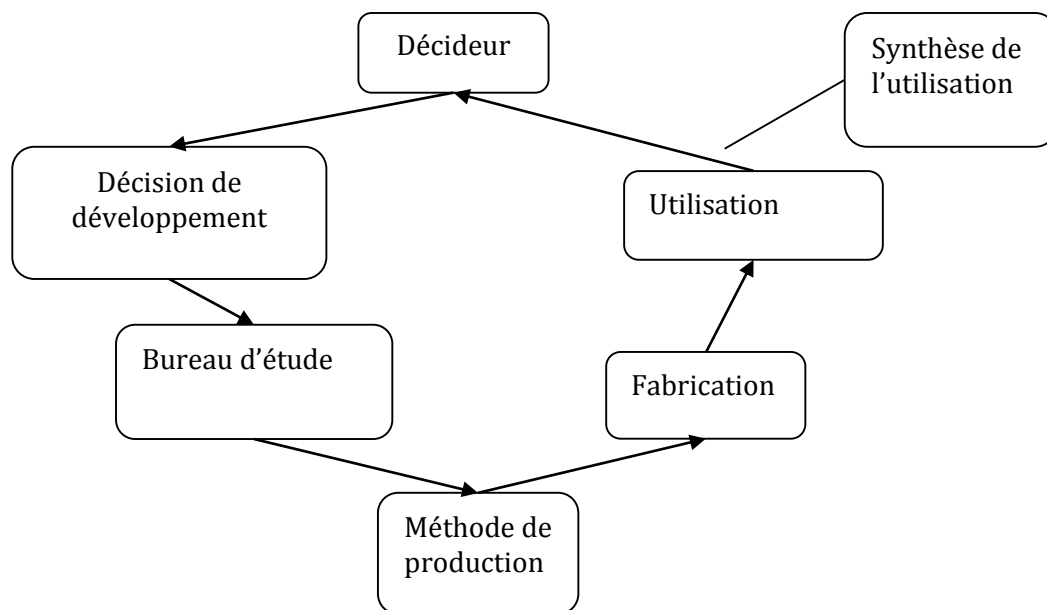 Décideur
Synthèse de
l’utilisation
Décision de
développement
Utilisation
Bureau d’étude
Fabrication
Méthode de
production